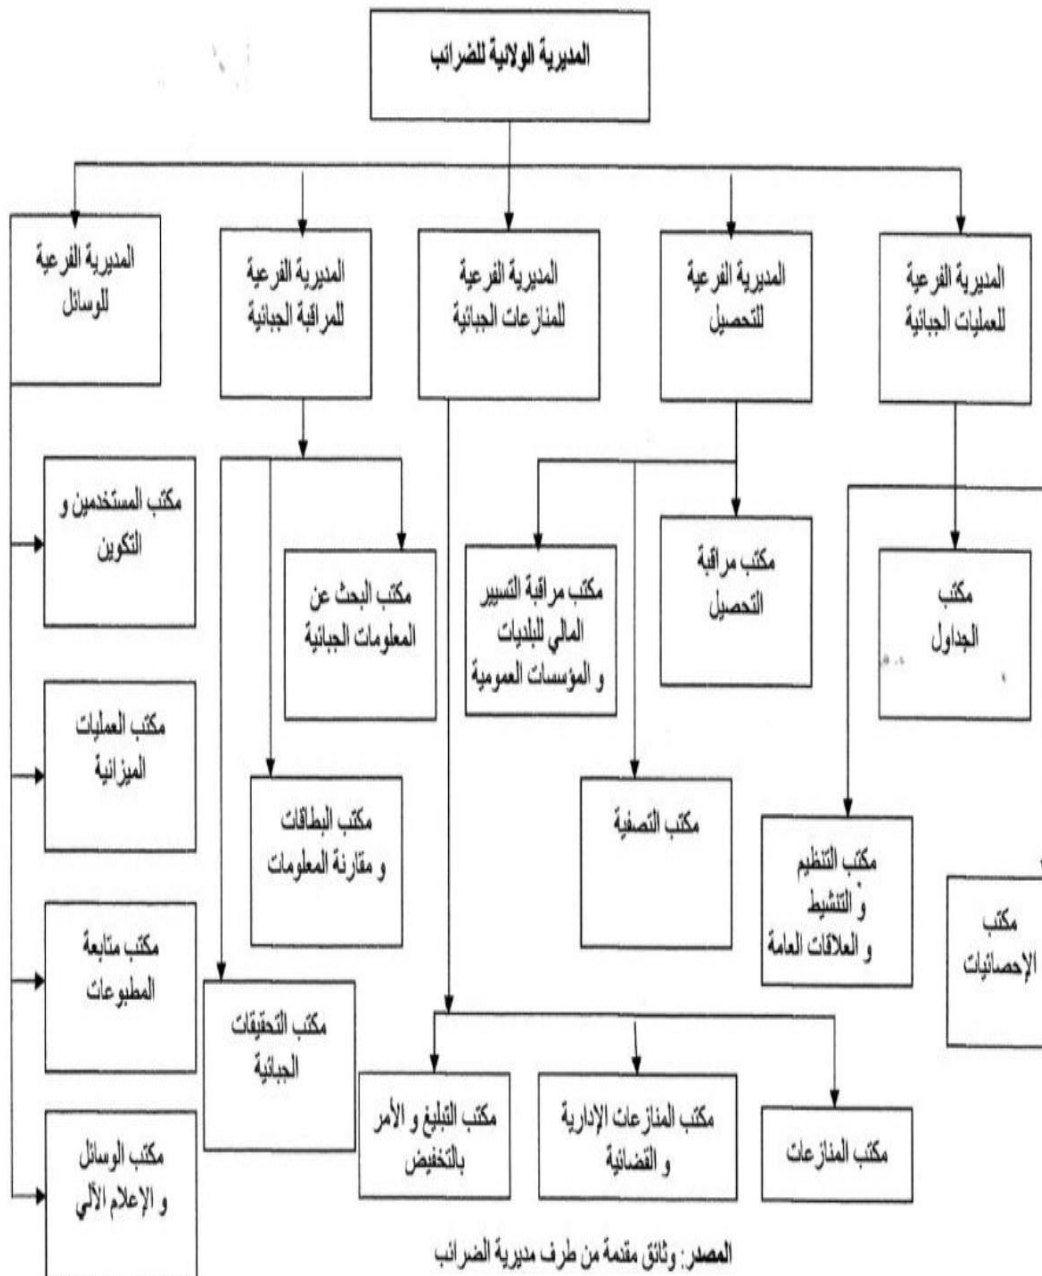 المديرية الولائية للضرائب
المديرية الفرعية
للعمليات الجبائية
المديرية الفرعية
للتحصيل
المديرية الفرعية
للمنازعات الجبائية
المديرية الفرعية
للمراقبة الجبائية
المديرية الفرعية
للوسائل
مكتب
الجداول
مكتب التنظيم
و التنشيط
و العلاقات العامة
مكتب
الإحصائيات
مكتب مراقبة
التحصيل
مكتب مراقبة التسيير
المالي للبلديات
و المؤسسات العمومية
مكتب التصفية
مكتب المنازعات
مكتب المنازعات الإدارية
و القضائية
مكتب التبليغ و الأمر
بالتخفيض
مكتب البحث عن
المعلومات الجبائية
مكتب البطاقات
و مقارنة المعلومات
مكتب التحقيقات
الجبائية
مكتب المستخدمين و
التكوين
مكتب العمليات
الميزانية
مكتب متابعة
المطبوعات
مكتب الوسائل
و الإعلام الآلي
المصدر: وثائق مقدمة من طرف مديرية الضرائب